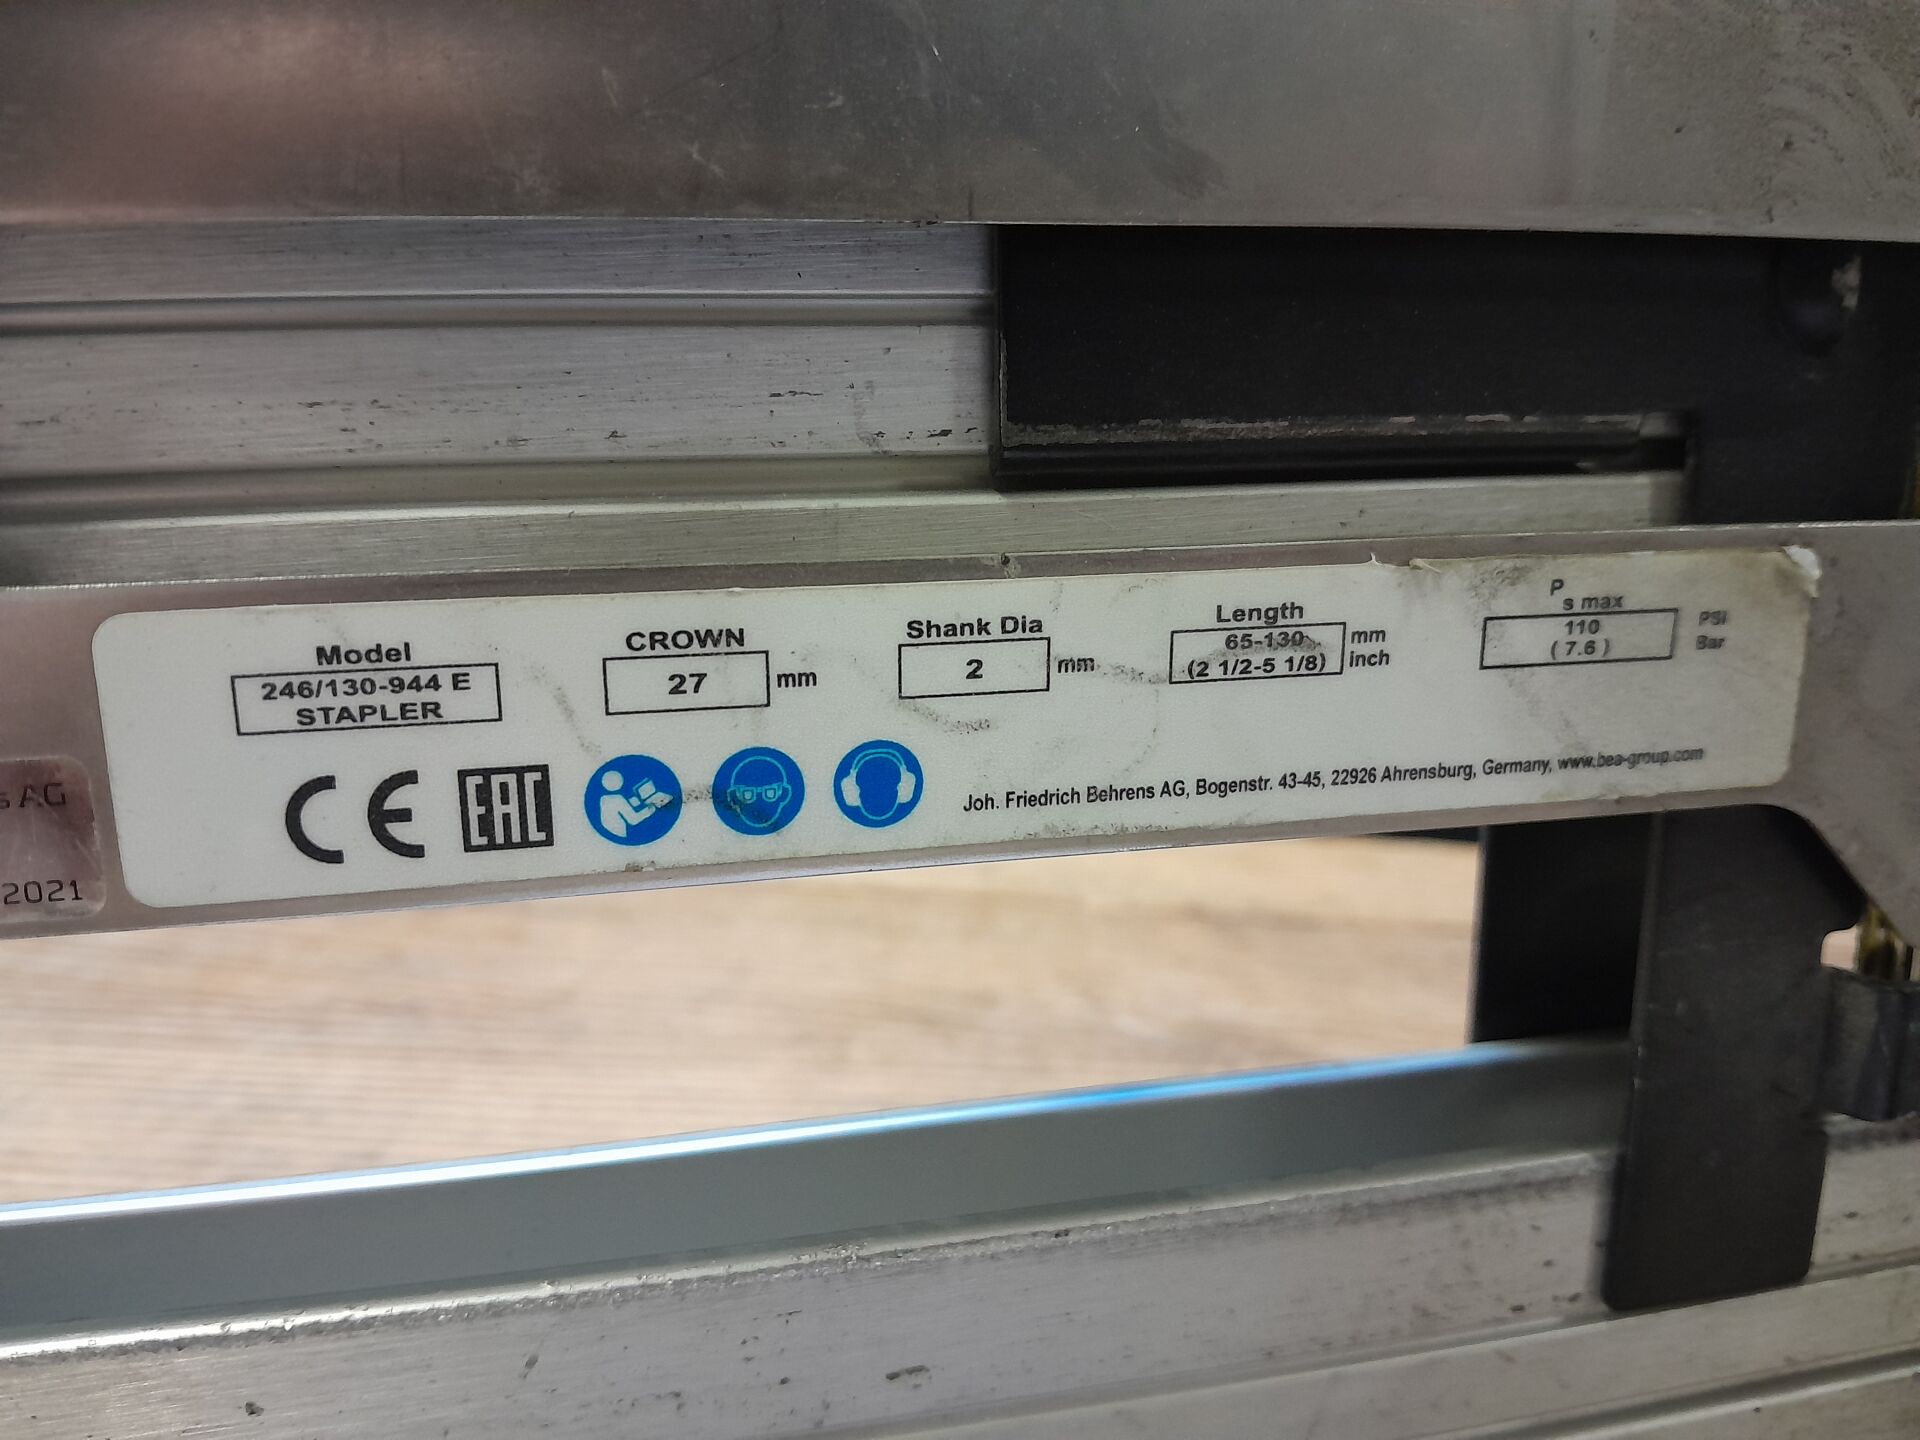 Model
246/130-944 E
STAPLER
CROWN
27 mm
Shank Dia
2 mm
Length
65-130 mm
(2 1/2-5 1/8) inch
P
s max
110 PSI
(7.6) Bar
CE EAC
Joh. Friedrich Behrens AG, Bogenstr. 43-45, 22926 Ahrensburg, Germany, www.bea-group.com
s AG
2021